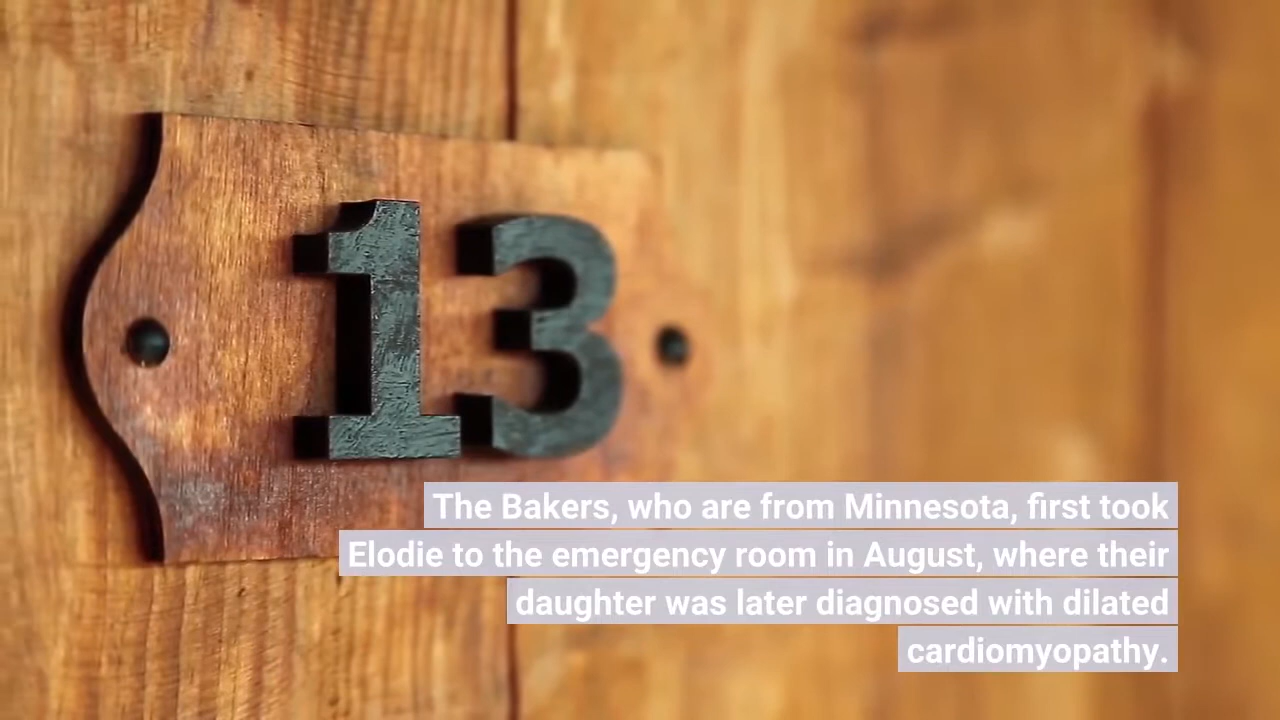 13
The Bakers, who are from Minnesota, first took
Elodie to the emergency room in August, where their
daughter was later diagnosed with dilated
cardiomyopathy.